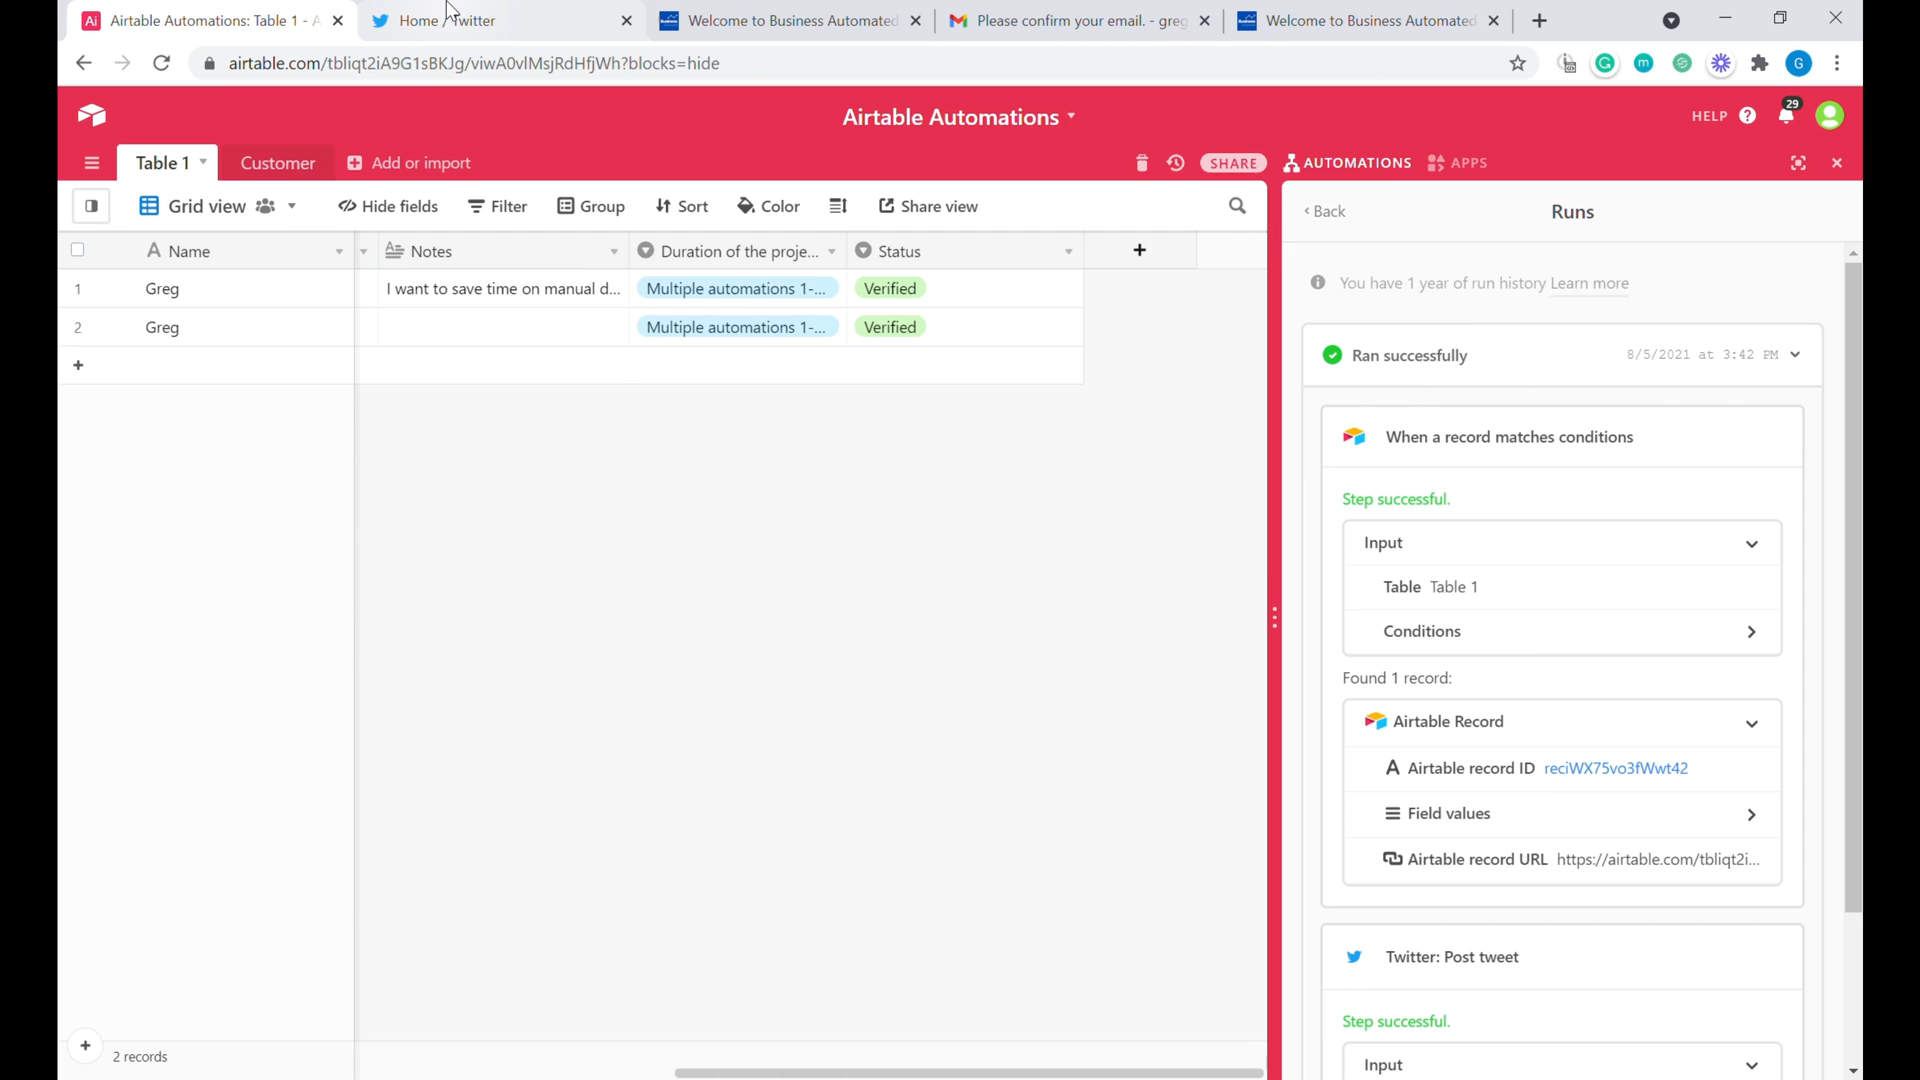 Ai Airtable Automations: Table 1 - A
Home / Twitter
Welcome to Business Automated
Please confirm your email. - greg
Welcome to Business Automated
airtable.com/tbliqt2iA9G1sBKJg/viwA0vlMsjRdHfjWh?blocks=hide
G
Airtable Automations
HELP
29
Table 1
Customer
Add or import
SHARE
AUTOMATIONS
APPS
Grid view
Hide fields
Filter
Group
Sort
Color
Share view
< Back
Runs
Name
Notes
Duration of the proje...
Status
+
1 Greg I want to save time on manual d... Multiple automations 1-... Verified
2 Greg Multiple automations 1-... Verified
+
You have 1 year of run history Learn more
Ran successfully
8/5/2021 at 3:42 PM
When a record matches conditions
Step successful.
Input
Table Table 1
Conditions
Found 1 record:
Airtable Record
Airtable record ID reciWX75vo3fWwt42
Field values
Airtable record URL https://airtable.com/tbliqt2i...
Twitter: Post tweet
Step successful.
Input
+
2 records